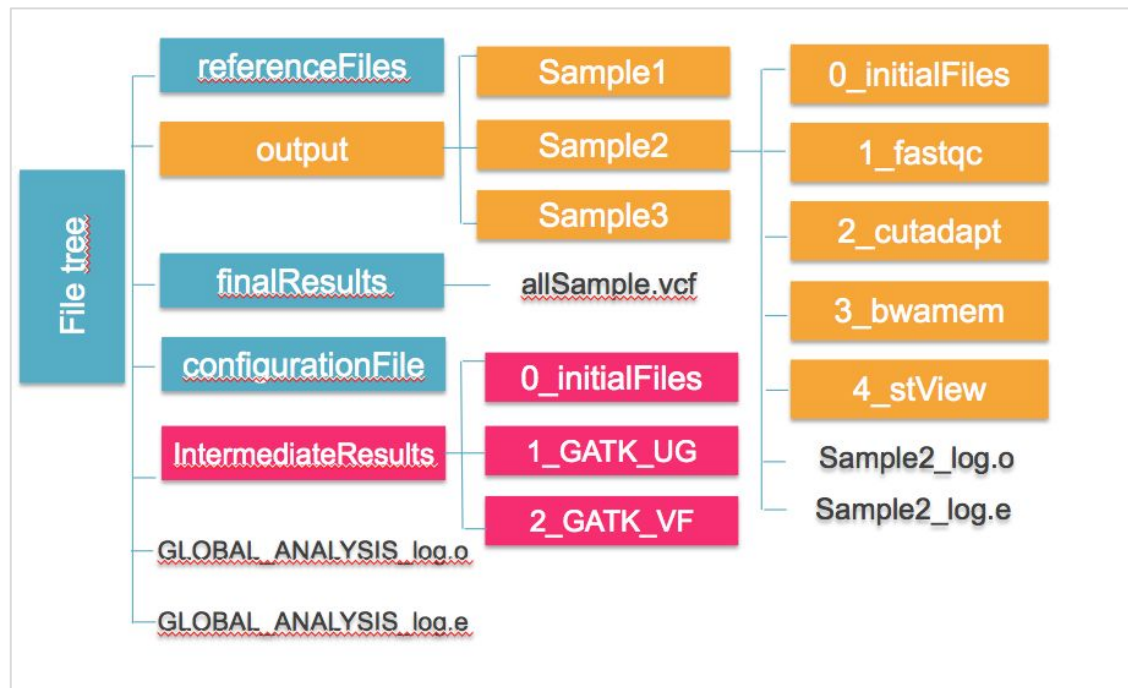 File tree
referenceFiles
output
Sample1
Sample2
Sample3
0_initialFiles
1_fastqc
2_cutadapt
3_bwamem
4_stView
Sample2_log.o
Sample2_log.e
finalResults
allSample.vcf
configurationFile
IntermediateResults
0_initialFiles
1_GATK_UG
2_GATK_VF
GLOBAL_ANALYSIS_log.o
GLOBAL_ANALYSIS_log.e